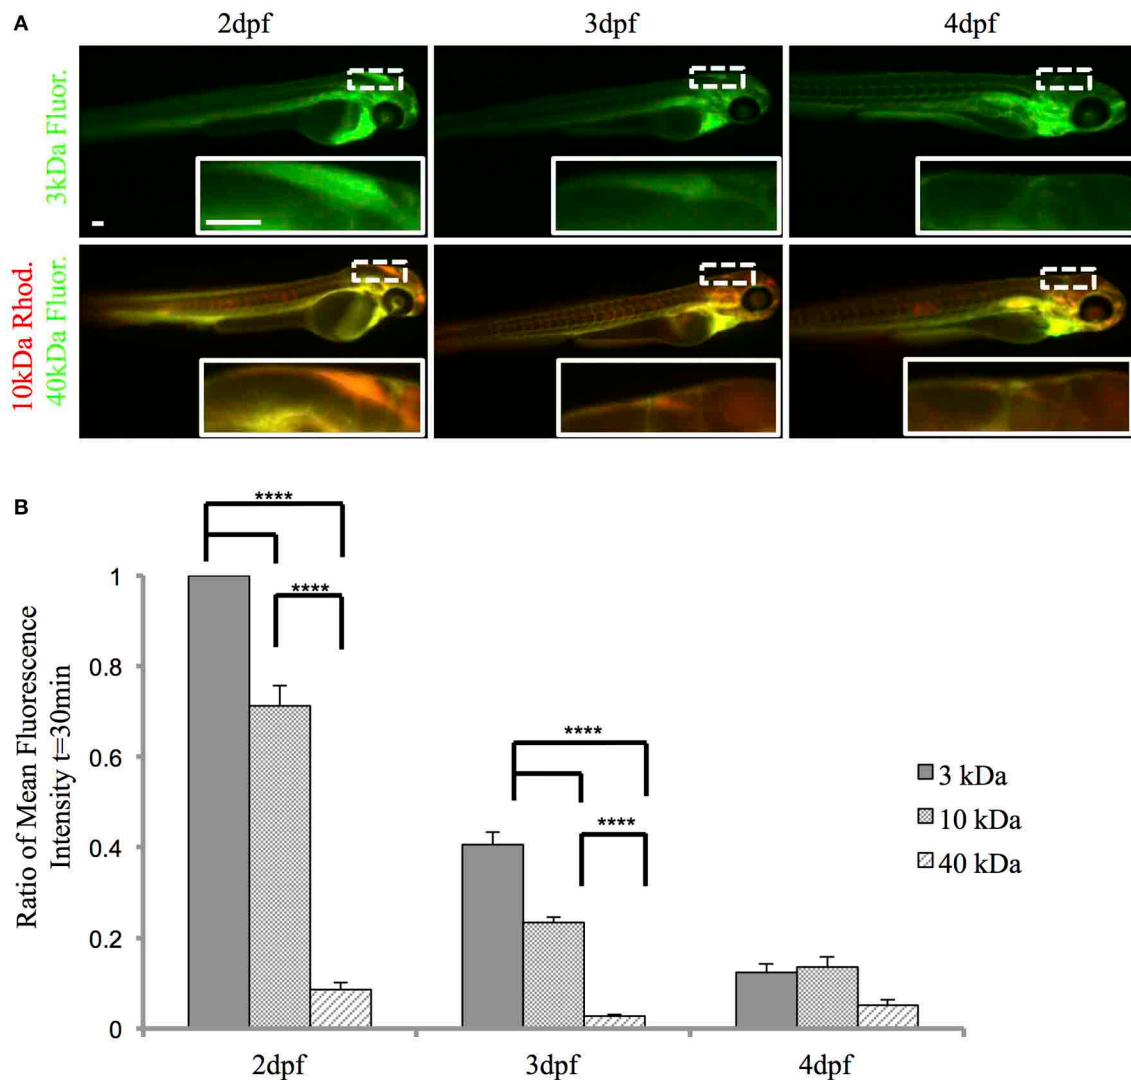 A
2dpf 3dpf 4dpf
3kDa Fluor.
10kDa Rhod.
40kDa Fluor.
B
****
****
****
****
Ratio of Mean Fluorescence
Intensity t=30min
1
0.8
0.6
0.4
0.2
0
3 kDa
10 kDa
40 kDa
2dpf 3dpf 4dpf